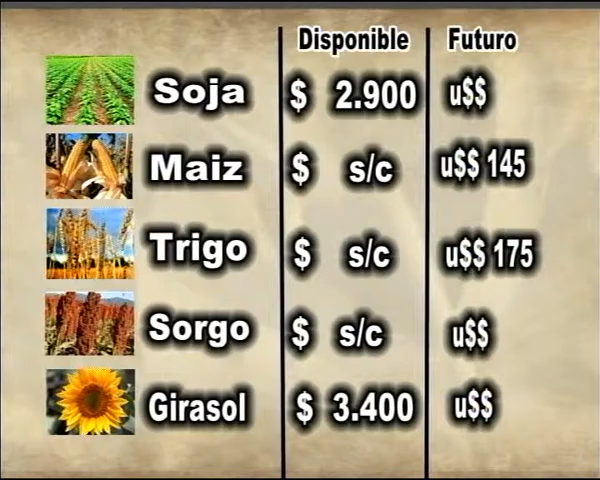 Disponible Futuro
Soja $ 2.900 u$$
Maiz $ s/c u$$ 145
Trigo $ s/c u$$ 175
Sorgo $ s/c u$$
Girasol $ 3.400 u$$